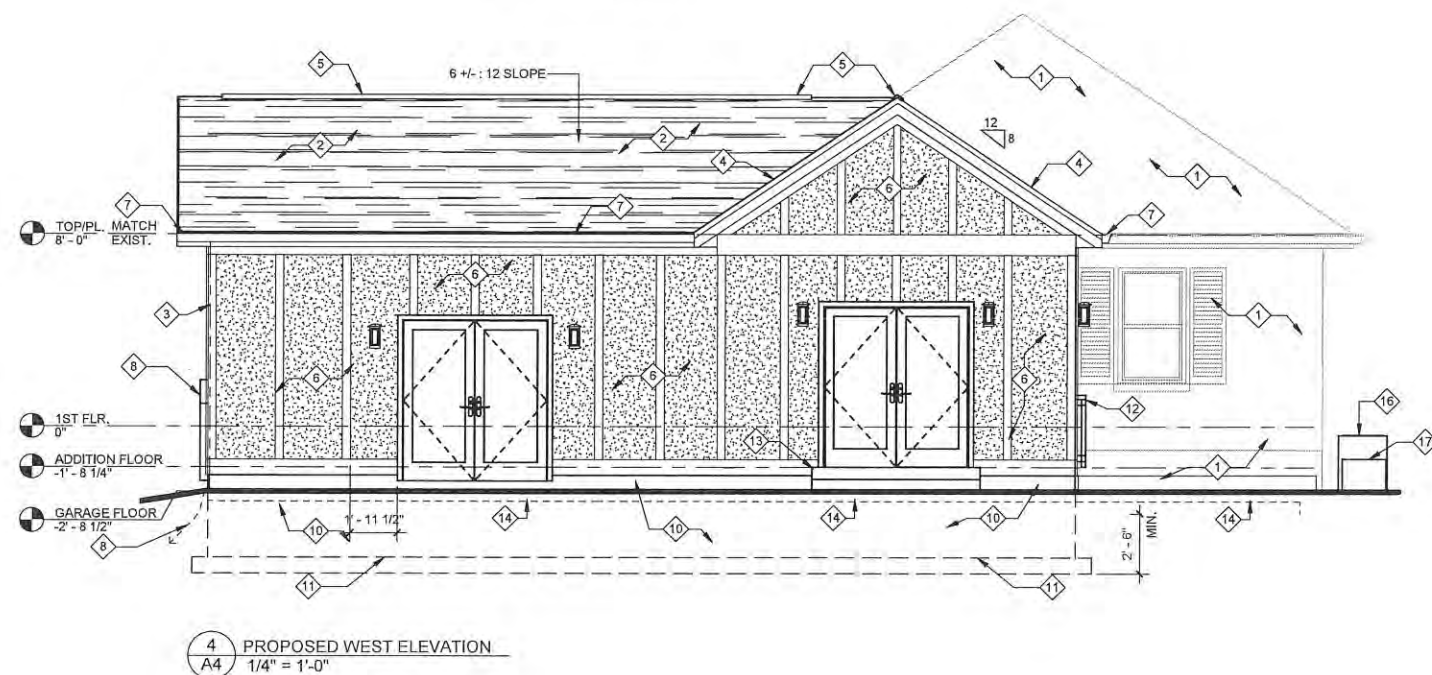 5
6 +/- : 12 SLOPE
5
1
2
2
12
8
4
4
1
6
7
7
7
TOP/PL. MATCH
8' - 0" EXIST.
6
3
1
8
6
6
6
12
1ST FLR.
0"
16
13
17
ADDITION FLOOR
-1' - 8 1/4"
1
GARAGE FLOOR
-2' - 8 1/2"
10
1' - 11 1/2"
14
10
14
10
14
8
2' - 6"
MIN.
11
11
4
A4
PROPOSED WEST ELEVATION
1/4" = 1'-0"